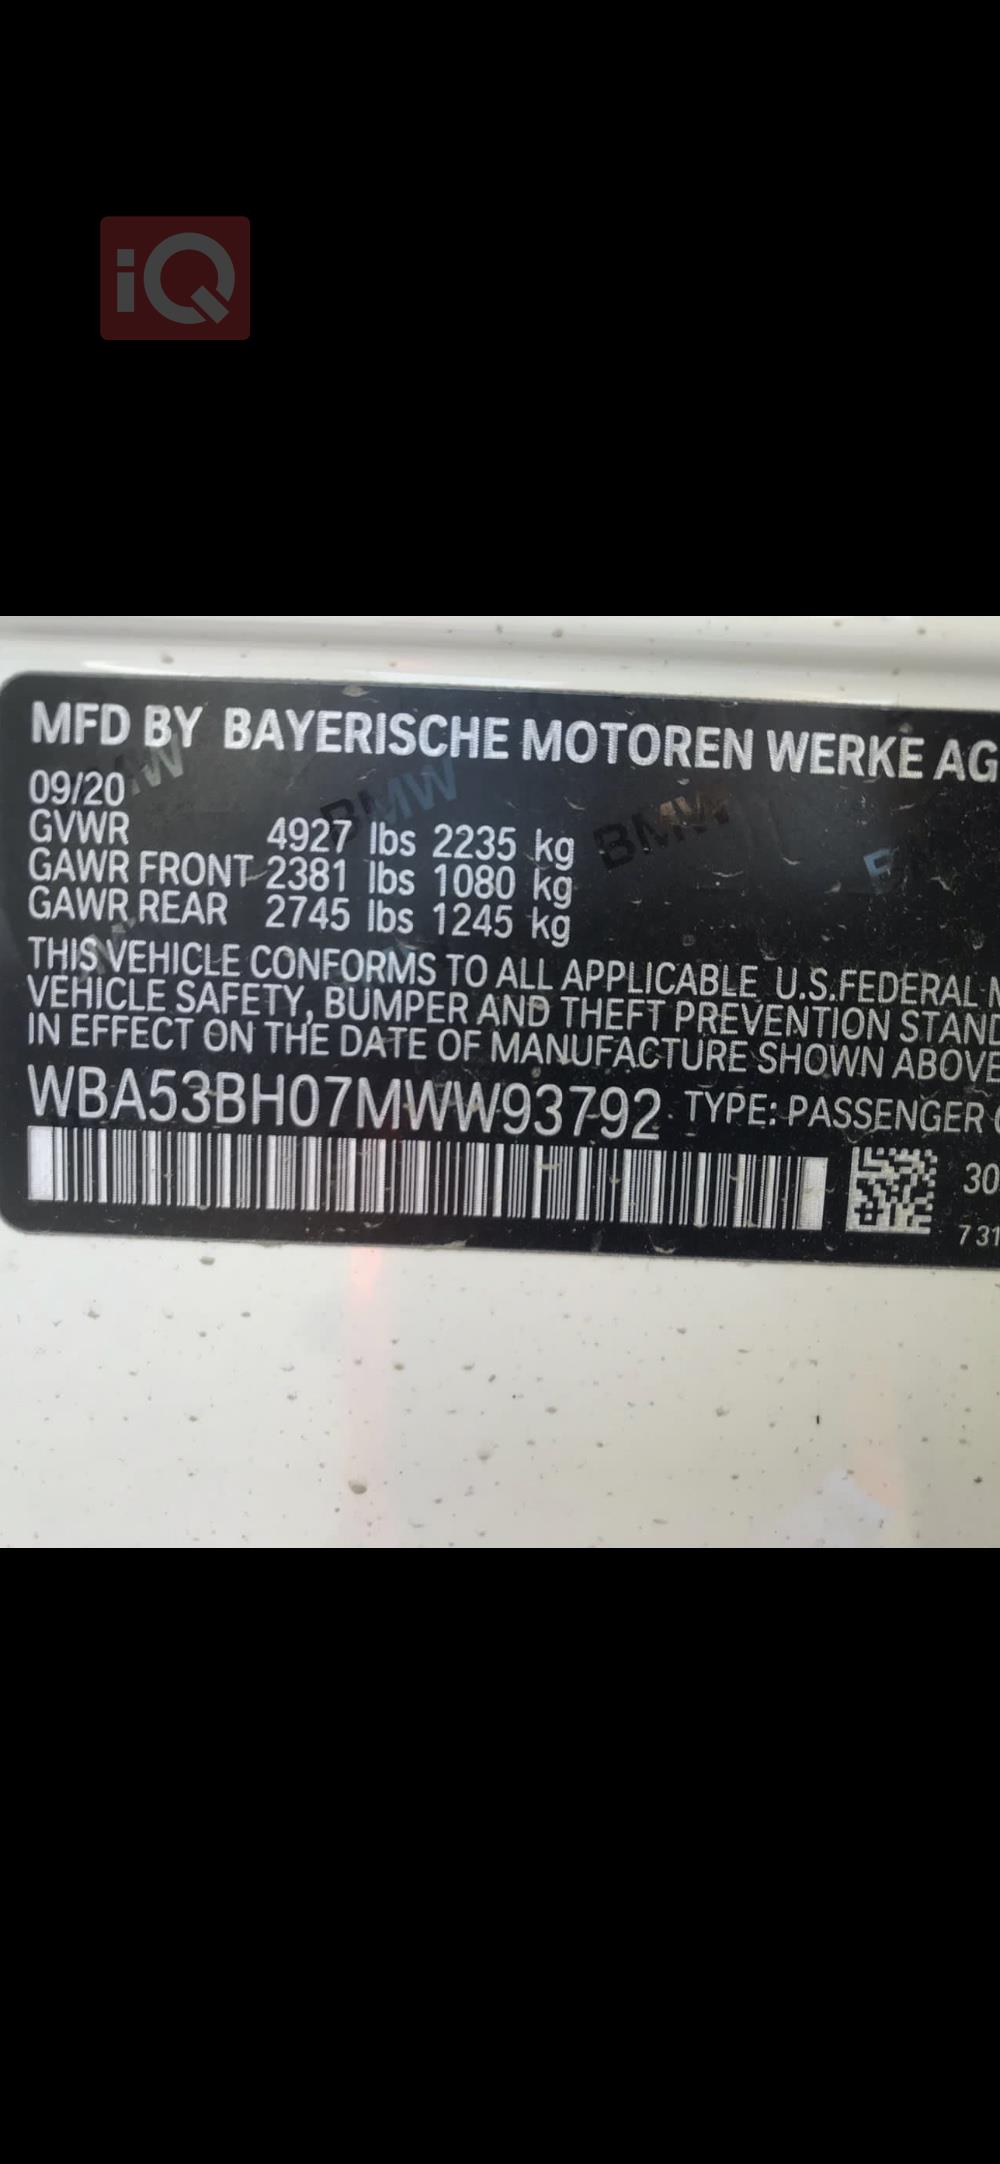 iQ
MFD BY BAYERISCHE MOTOREN WERKE AG
09/20
GVWR 4927 lbs 2235 kg
GAWR FRONT 2381 lbs 1080 kg
GAWR REAR 2745 lbs 1245 kg
THIS VEHICLE CONFORMS TO ALL APPLICABLE U.S.FEDERAL
VEHICLE SAFETY, BUMPER AND THEFT PREVENTION
IN EFFECT ON THE DATE OF MANUFACTURE SHOWN ABOVE
WBA53BH07MWW93792 TYPE: PASSENGER
30
731
BMW BMW